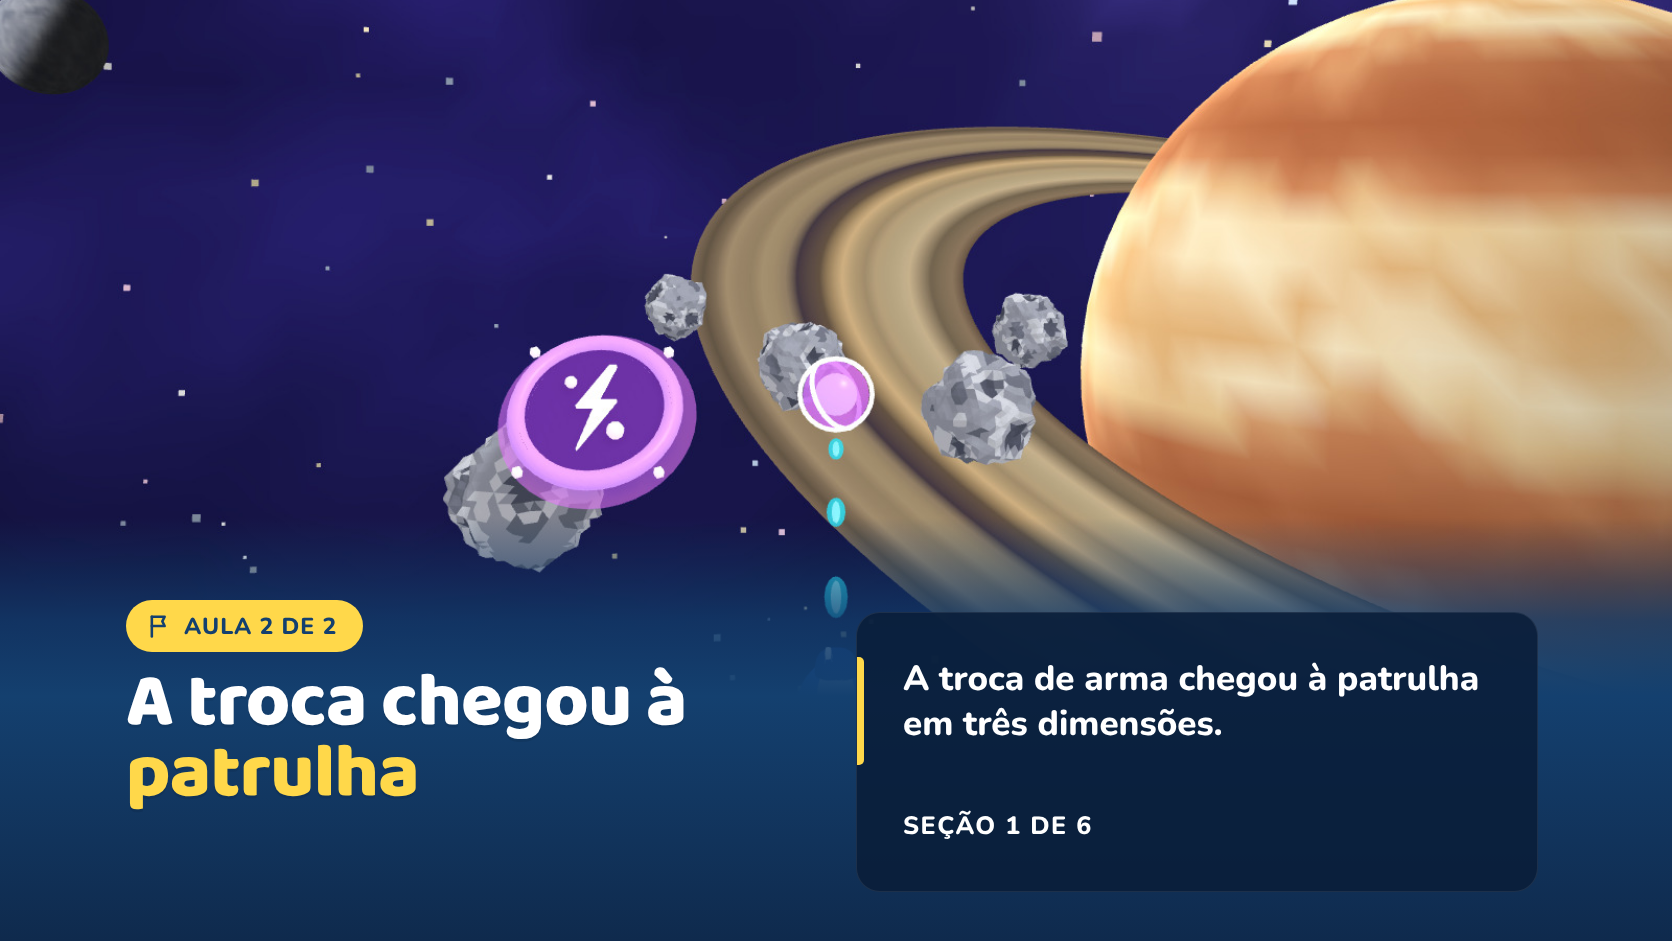 AULA 2 DE 2
A troca chegou à
patrulha
A troca de arma chegou à patrulha
em três dimensões.
SEÇÃO 1 DE 6